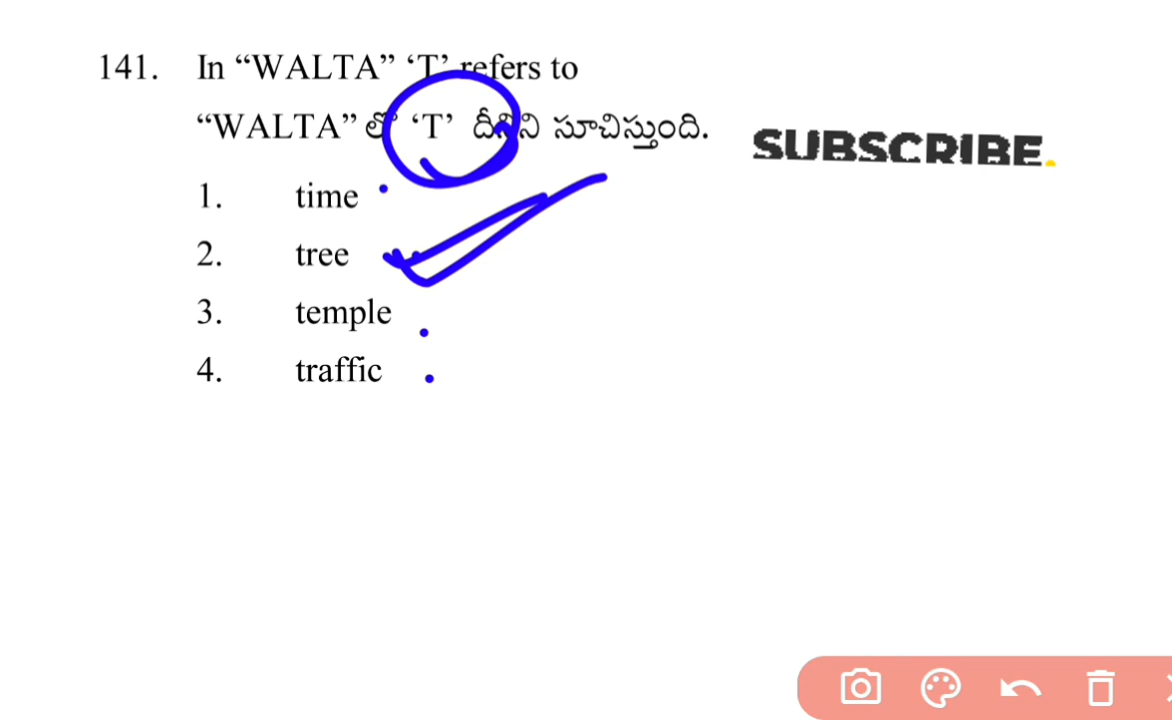 141. In “WALTA” ‘T’ refers to
“WALTA” లో ‘T’ దీనిని సూచిస్తుంది.
SUBSCRIBE.
1. time
2. tree
3. temple
4. traffic